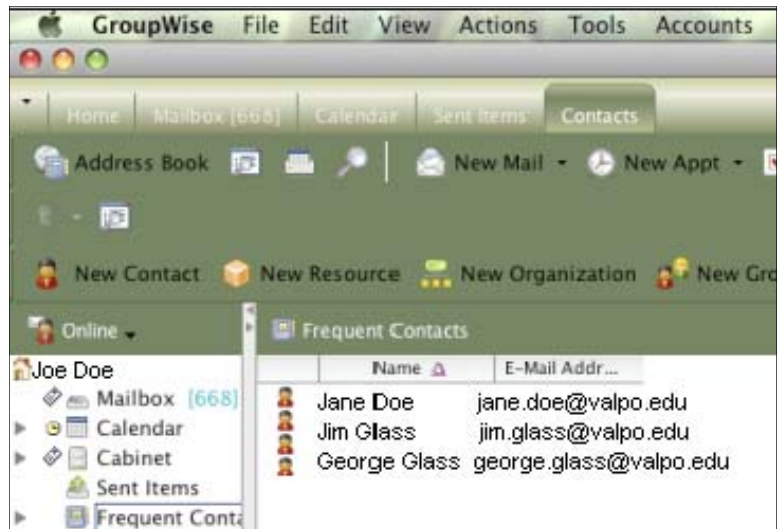 GroupWise File Edit View Actions Tools Accounts
Home Mailbox [668] Calendar Sent Items Contacts
Address Book New Mail New Appt
New Contact New Resource New Organization New Gro
Online Frequent Contacts
Name E-Mail Addr...
Joe Doe
Mailbox [668]
Calendar
Cabinet
Sent Items
Frequent Conta
Jane Doe jane.doe@valpo.edu
Jim Glass jim.glass@valpo.edu
George Glass george.glass@valpo.edu